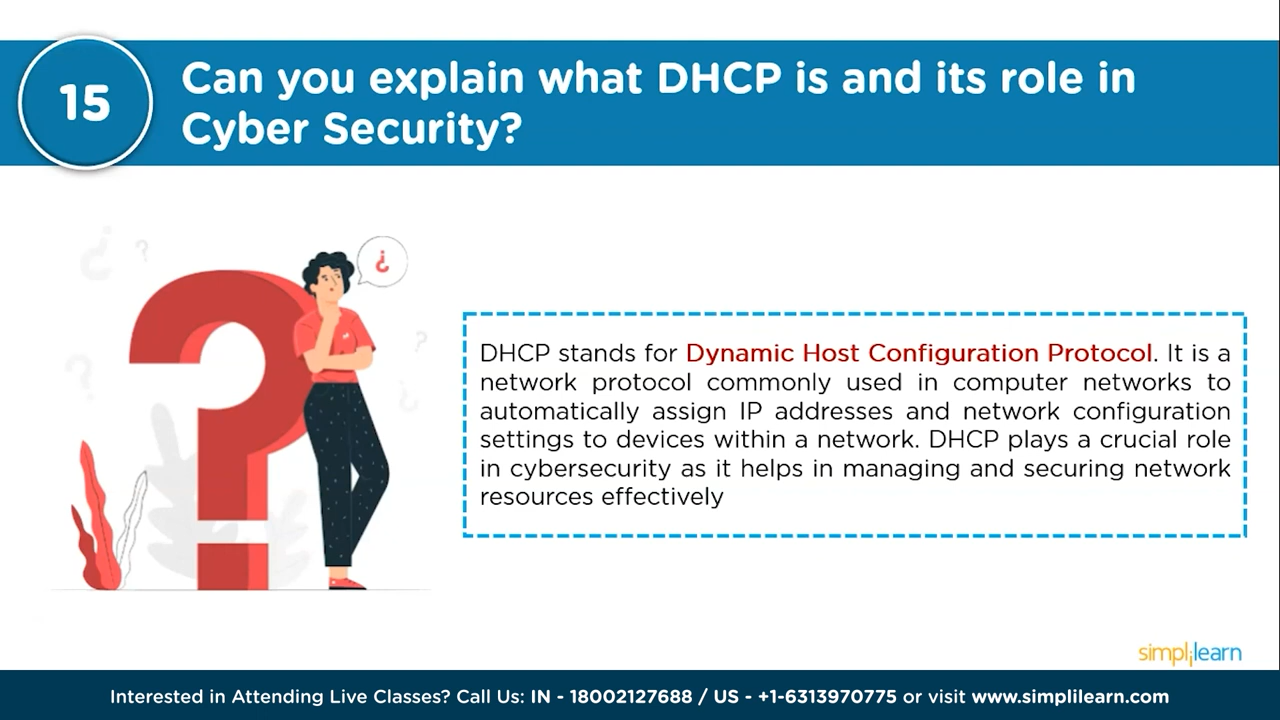 15
Can you explain what DHCP is and its role in
Cyber Security?
¿
?
¿
?
?
¿
DHCP stands for Dynamic Host Configuration Protocol. It is a
network protocol commonly used in computer networks to
automatically assign IP addresses and network configuration
settings to devices within a network. DHCP plays a crucial role
in cybersecurity as it helps in managing and securing network
resources effectively
simplilearn
Interested in Attending Live Classes? Call Us: IN - 18002127688 / US - +1-6313970775 or visit www.simplilearn.com